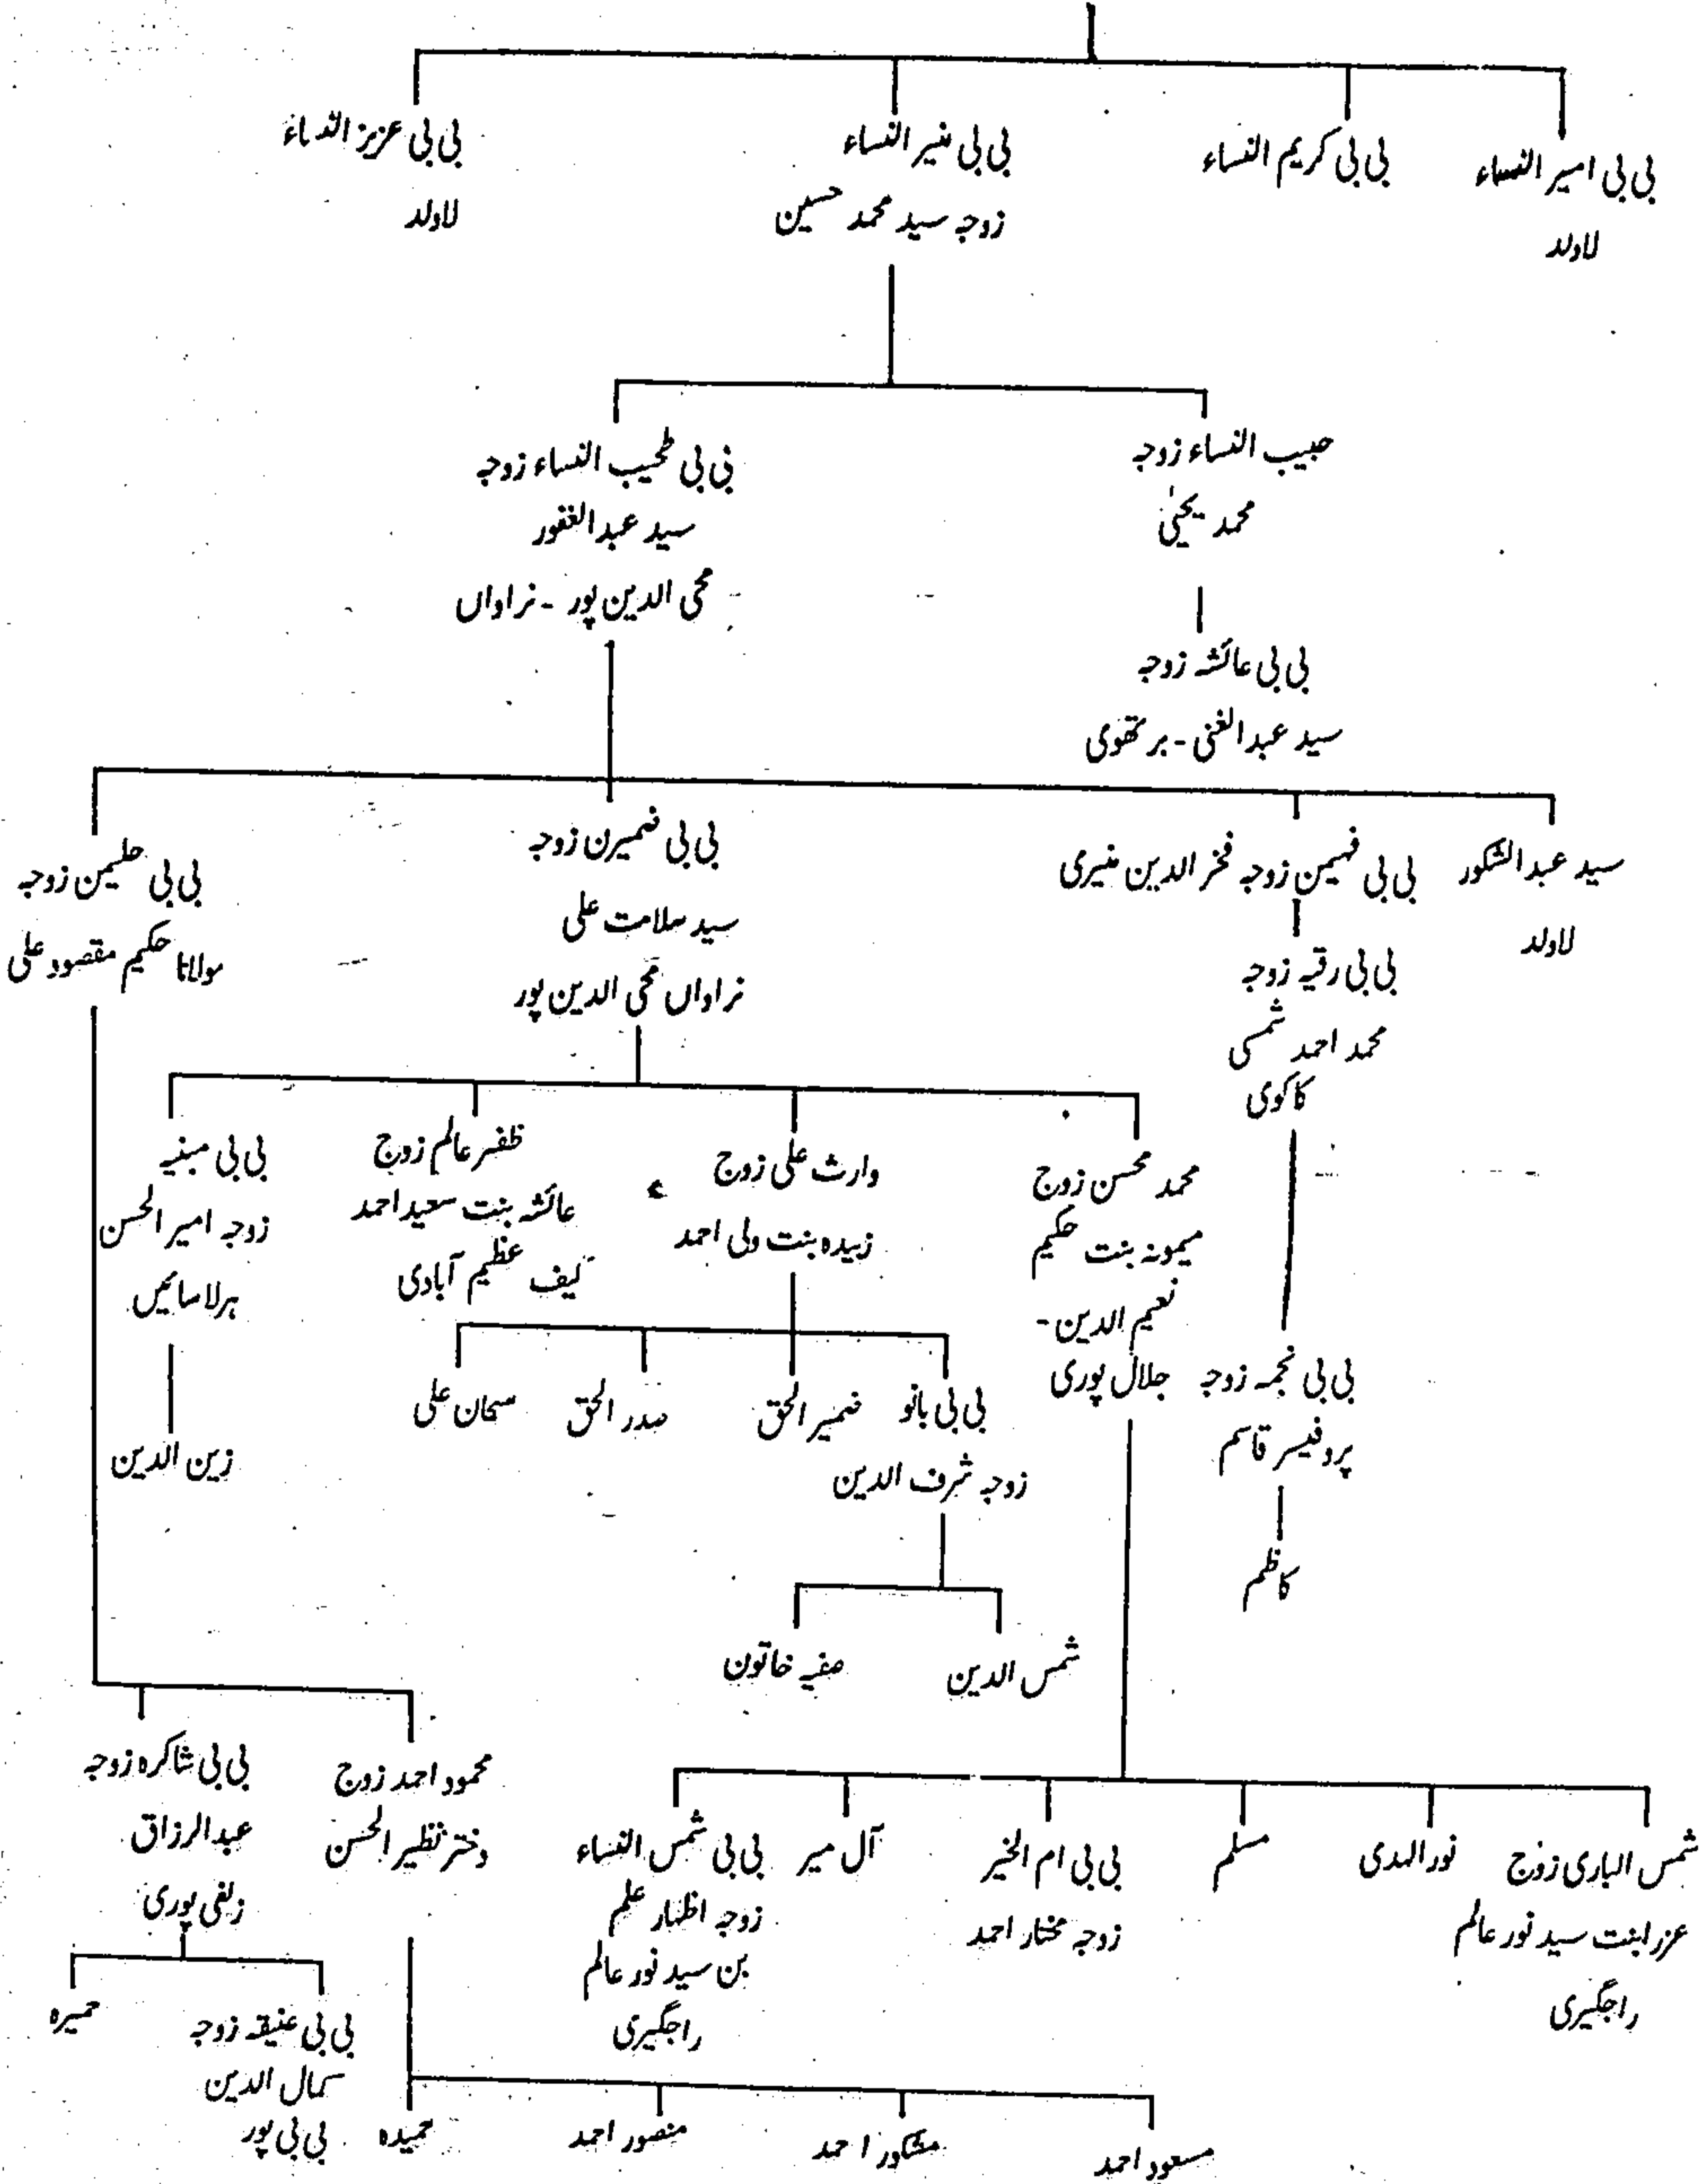 بی بی امیر النساء
لاولد
بی بی کریم النساء
بی بی منیر النساء
زوجہ سید محمد حسین
بی بی عزیز النساء
لاولد
حبیب النساء زوجہ
محمد یحییٰ
بی بی عائشہ زوجہ
سید عبدالغنی - برتھوی
بی بی النساء زوجہ
سید عبدالغفور
محی الدین پور - نراواں
سید عبدالشکور
لاولد
بی بی فہیمن زوجہ فخر الدین منیری
بی بی رقیہ زوجہ
محمد احمد شمسی
کاکوی
بی بی نجمہ زوجہ
پروفیسر قاسم
کاظم
بی بی ضمیرن زوجہ
سید سلامت علی
نراواں محی الدین پور
بی بی حلیمن زوجہ
مولانا حکیم مقصود علی
محمد محسن زوج
میمونہ بنت حکیم
نعیم الدین -
جلال پوری
وارث علی زوج
زبیدہ بنت ولی احمد
ظفر عالم زوج
عائشہ بنت سعید احمد
کیف عظیم آبادی
بی بی مبنیہ
زوجہ امیر الحسن
ہرلاسائیں
زین الدین
بی بی بانو
زوجہ شرف الدین
ضمیر الحق
صدر الحق
سحان علی
شمس الدین
صفیہ خاتون
شمس الباری زوج
عزرا بنت سید نور عالم
راجگیری
نور الہدی
مسلم
بی بی ام الخیر
زوجہ مختار احمد
آل میر
بی بی شمس النساء
زوجہ اظہار علم
بن سید نور عالم
راجگیری
محمود احمد زوج
دختر نظیر الحسن
بی بی شاکرہ زوجہ
عبدالرزاق
زلفی پوری
بی بی عنیقہ زوجہ
کمال الدین
بی بی پور
حمیرہ
مسعود احمد
مشکور احمد
منصور احمد
حمیدہ